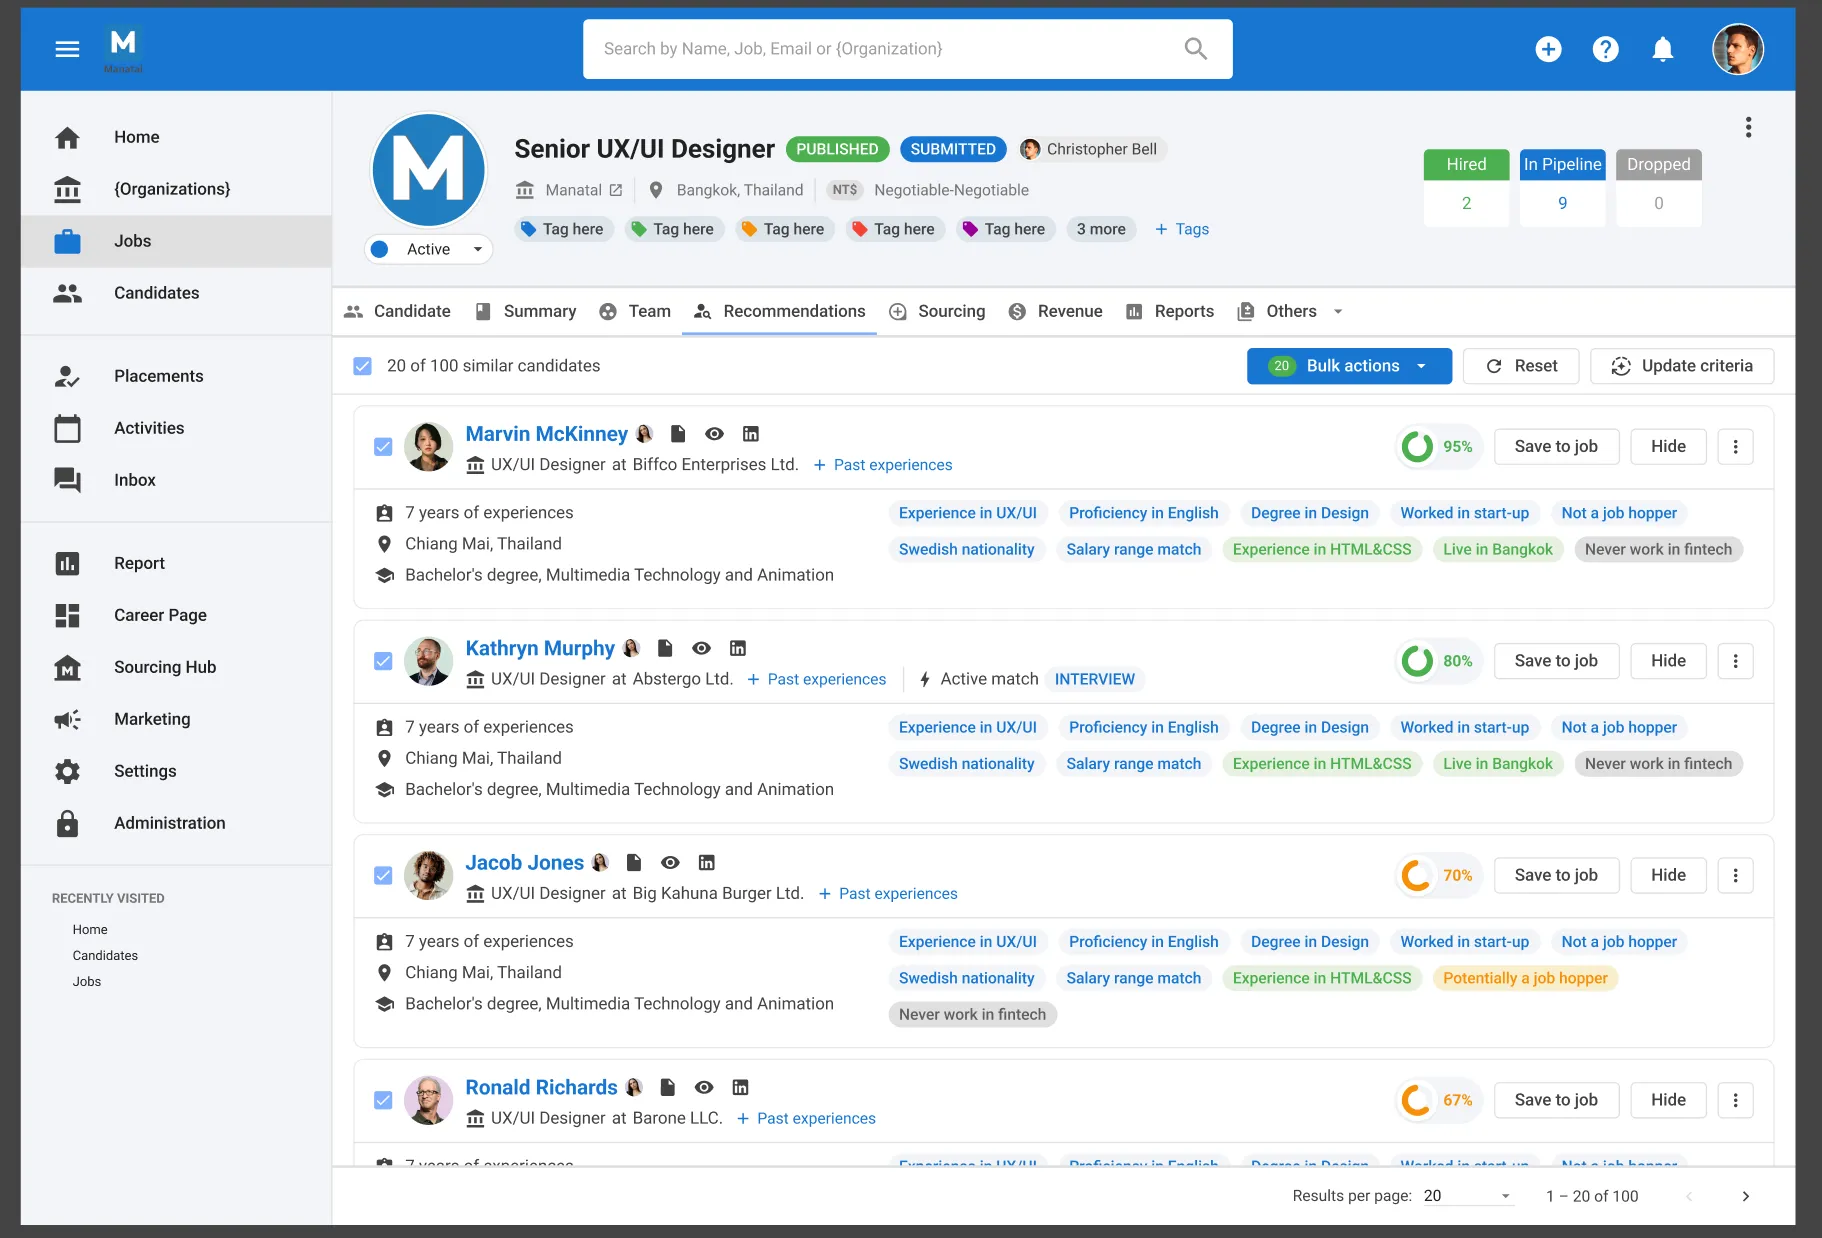 M
Manatal
Search by Name, Job, Email or {Organization}
Home
{Organizations}
Jobs
Candidates
Placements
Activities
Inbox
Report
Career Page
Sourcing Hub
Marketing
Settings
Administration
RECENTLY VISITED
Home
Candidates
Jobs
M
Active
Senior UX/UI Designer PUBLISHED SUBMITTED Christopher Bell
Manatal Bangkok, Thailand NT$ Negotiable-Negotiable
Tag here Tag here Tag here Tag here Tag here 3 more + Tags
Hired In Pipeline Dropped
2 9 0
Candidate Summary Team Recommendations Sourcing Revenue Reports Others
20 of 100 similar candidates 20 Bulk actions Reset Update criteria
Marvin McKinney
UX/UI Designer at Biffco Enterprises Ltd. + Past experiences
95% Save to job Hide
7 years of experiences
Chiang Mai, Thailand
Bachelor's degree, Multimedia Technology and Animation
Experience in UX/UI Proficiency in English Degree in Design Worked in start-up Not a job hopper
Swedish nationality Salary range match Experience in HTML&CSS Live in Bangkok Never work in fintech
Kathryn Murphy
UX/UI Designer at Abstergo Ltd. + Past experiences Active match INTERVIEW
80% Save to job Hide
7 years of experiences
Chiang Mai, Thailand
Bachelor's degree, Multimedia Technology and Animation
Experience in UX/UI Proficiency in English Degree in Design Worked in start-up Not a job hopper
Swedish nationality Salary range match Experience in HTML&CSS Live in Bangkok Never work in fintech
Jacob Jones
UX/UI Designer at Big Kahuna Burger Ltd. + Past experiences
70% Save to job Hide
7 years of experiences
Chiang Mai, Thailand
Bachelor's degree, Multimedia Technology and Animation
Experience in UX/UI Proficiency in English Degree in Design Worked in start-up Not a job hopper
Swedish nationality Salary range match Experience in HTML&CSS Potentially a job hopper
Never work in fintech
Ronald Richards
UX/UI Designer at Barone LLC. + Past experiences
67% Save to job Hide
7 years of experiences
Experience in UX/UI Proficiency in English Degree in Design Worked in start-up Not a job hopper
Results per page: 20 1 – 20 of 100